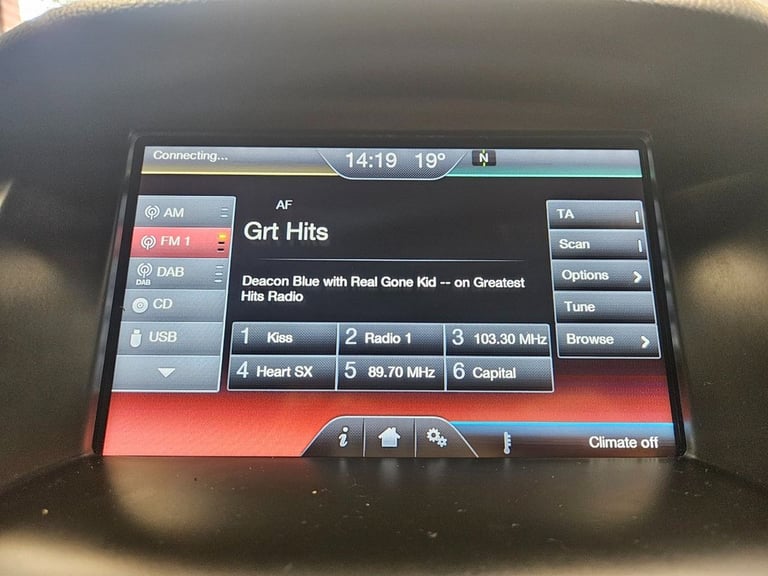 Connecting...
14:19 19° N
AM
FM 1
DAB
DAB
CD
USB
AF
Grt Hits
Deacon Blue with Real Gone Kid -- on Greatest
Hits Radio
1 Kiss
2 Radio 1
3 103.30 MHz
4 Heart SX
5 89.70 MHz
6 Capital
TA
Scan
Options
Tune
Browse
i
Climate off